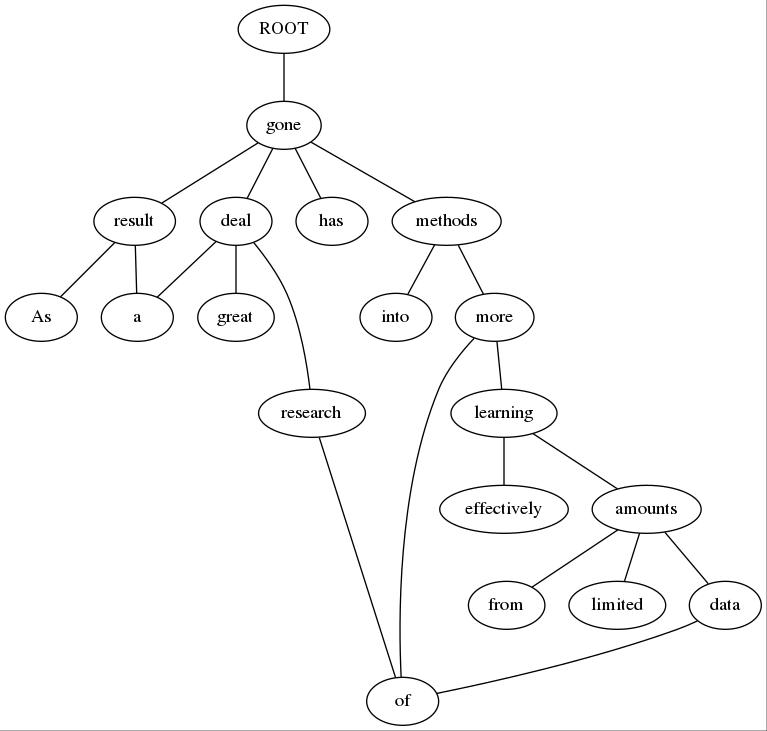 ROOT
gone
result deal has methods
As a great into more
research learning
effectively amounts
from limited data
of